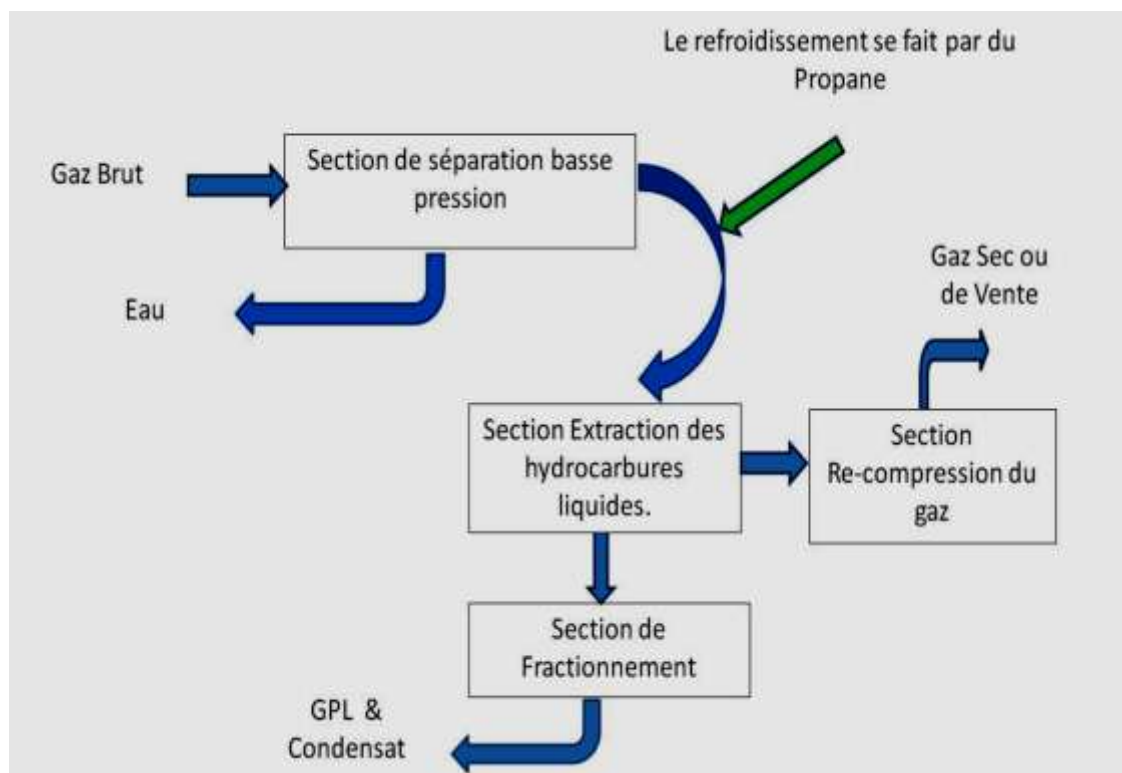 Le refroidissement se fait par du
Propane
Gaz Brut
Section de séparation basse
pression
Eau
Gaz Sec ou
de Vente
Section Extraction des
hydrocarbures
liquides.
Section
Re-compression du
gaz
Section de
Fractionnement
GPL &
Condensat